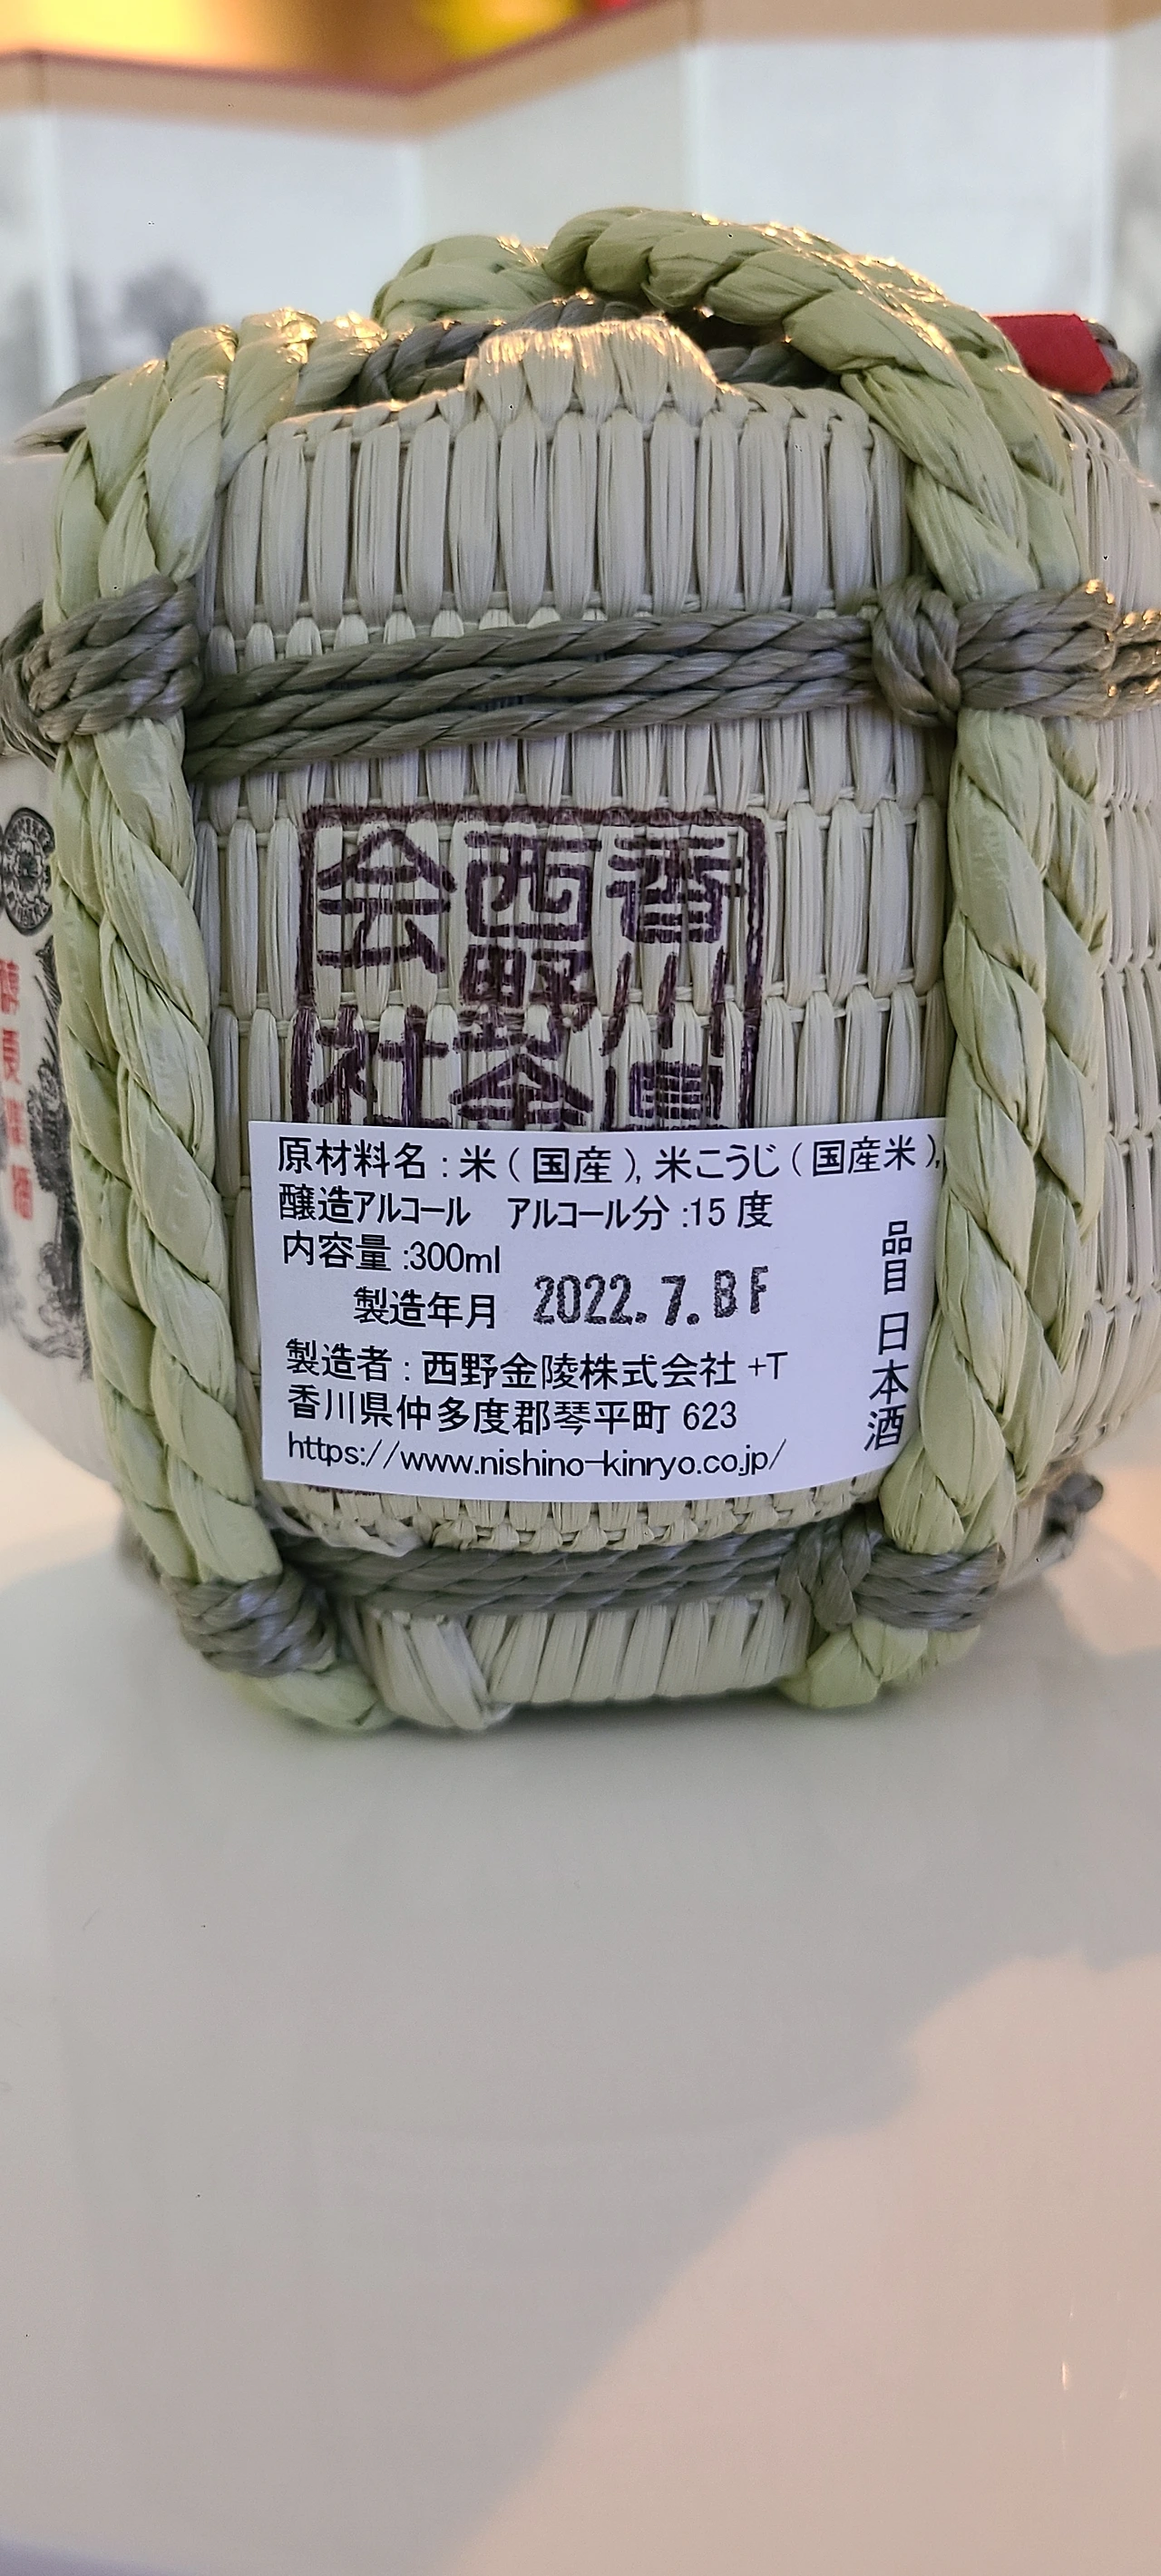 香川県
西野金
会社
原材料名：米（国産），米こうじ（国産米），
醸造アルコール　アルコール分：15度
内容量：300ml
製造年月 2022.7.BF
製造者：西野金陵株式会社 +T
香川県仲多度郡琴平町 623
https://www.nishino-kinryo.co.jp/
品目 日本酒